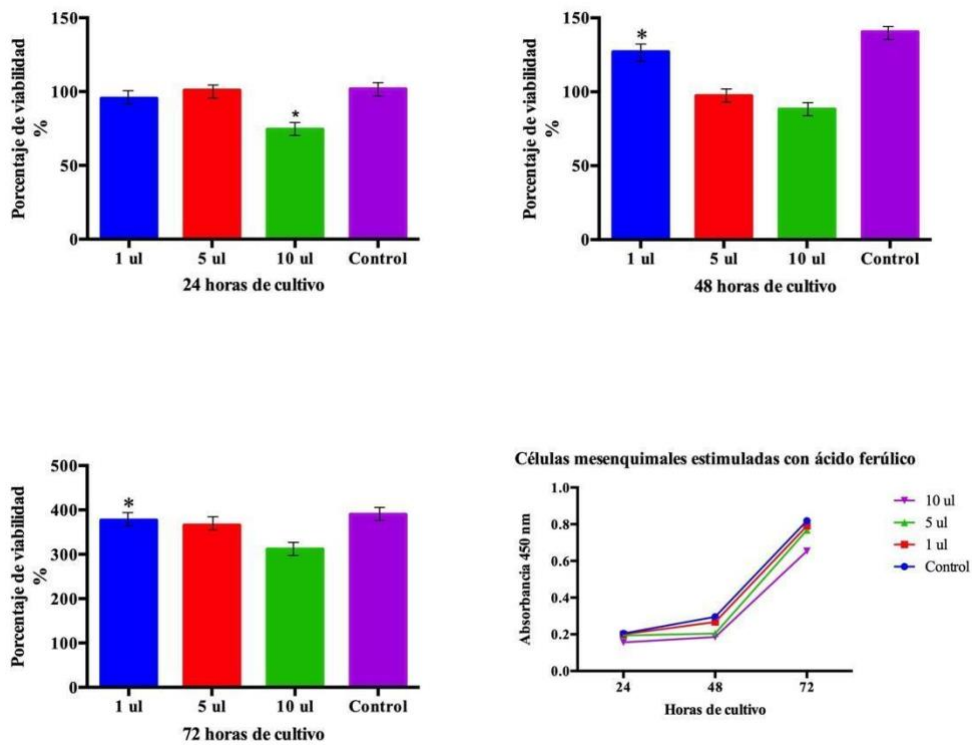 Porcentaje de viabilidad
%
150
100
50
0
*
1 ul 5 ul 10 ul Control
24 horas de cultivo
Porcentaje de viabilidad
%
150
100
50
0
*
1 ul 5 ul 10 ul Control
48 horas de cultivo
Porcentaje de viabilidad
%
500
400
300
200
100
0
*
1 ul 5 ul 10 ul Control
72 horas de cultivo
Células mesenquimales estimuladas con ácido ferúlico
Absorbancia 450 nm
1.0
0.8
0.6
0.4
0.2
0.0
24 48 72
Horas de cultivo
10 ul
5 ul
1 ul
Control